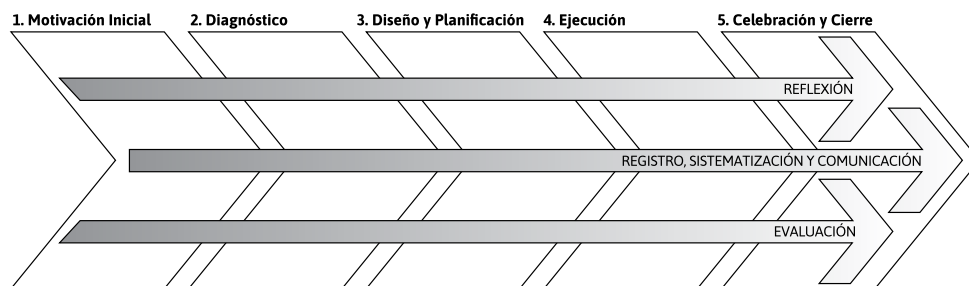 1. Motivación Inicial
2. Diagnóstico
3. Diseño y Planificación
4. Ejecución
5. Celebración y Cierre
REFLEXIÓN
REGISTRO, SISTEMATIZACIÓN Y COMUNICACIÓN
EVALUACIÓN